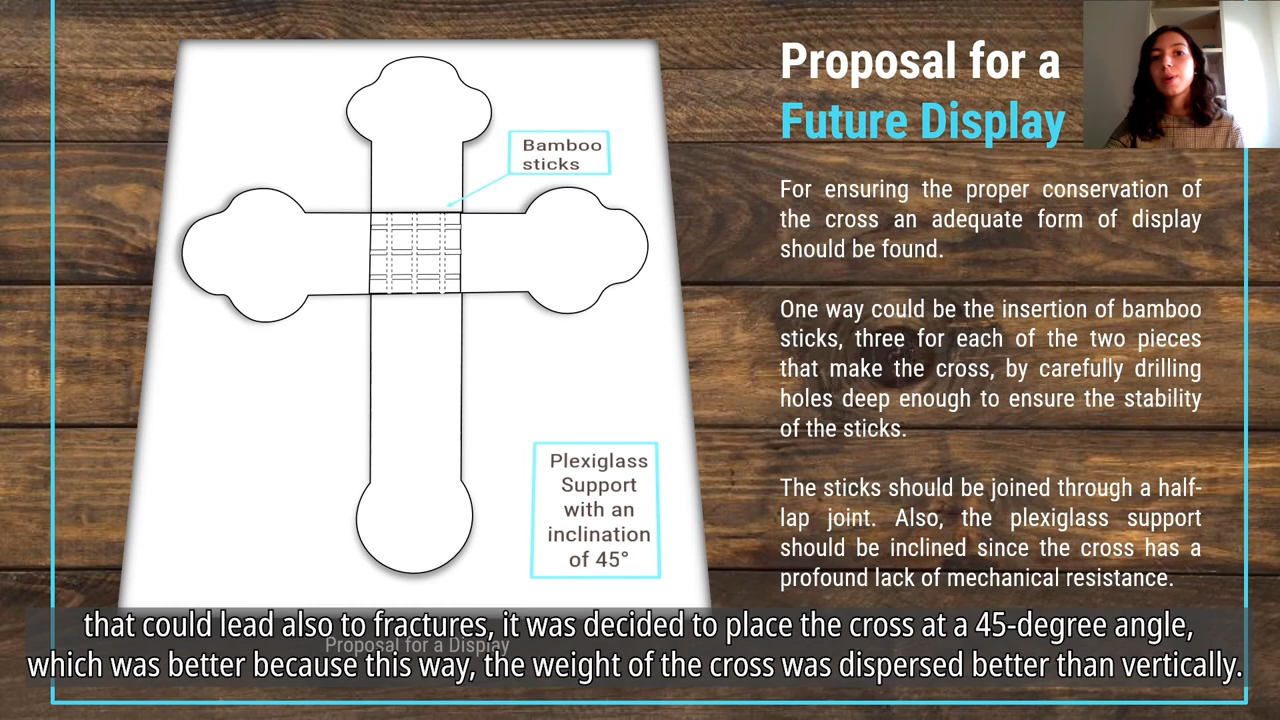 Proposal for a
Future Display
Bamboo
sticks
For ensuring the proper conservation of
the cross an adequate form of display
should be found.
One way could be the insertion of bamboo
sticks, three for each of the two pieces
that make the cross, by carefully drilling
holes deep enough to ensure the stability
of the sticks.
Plexiglass
Support
with an
inclination
of 45°
The sticks should be joined through a half-
lap joint. Also, the plexiglass support
should be inclined since the cross has a
profound lack of mechanical resistance.
Proposal for a Display
that could lead also to fractures, it was decided to place the cross at a 45-degree angle,
which was better because this way, the weight of the cross was dispersed better than vertically.